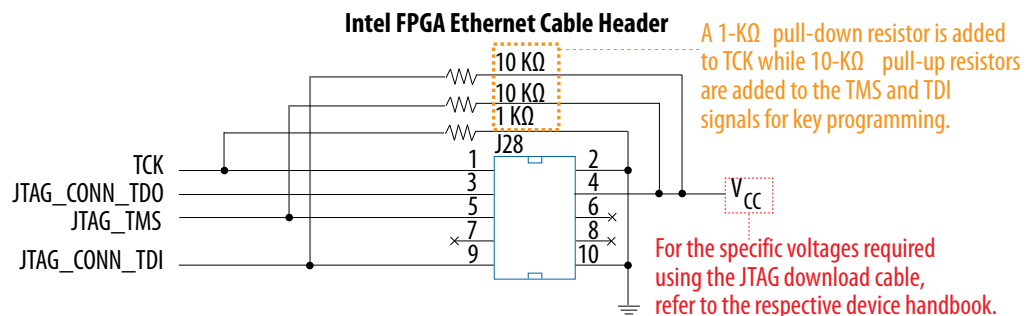 Intel FPGA Ethernet Cable Header
A 1-KΩ pull-down resistor is added
to TCK while 10-KΩ pull-up resistors
are added to the TMS and TDI
signals for key programming.
10 KΩ
10 KΩ
1 KΩ
J28
TCK 1 2
JTAG_CONN_TDO 3 4
JTAG_TMS 5 6
7 8
JTAG_CONN_TDI 9 10
VCC
For the specific voltages required
using the JTAG download cable,
refer to the respective device handbook.